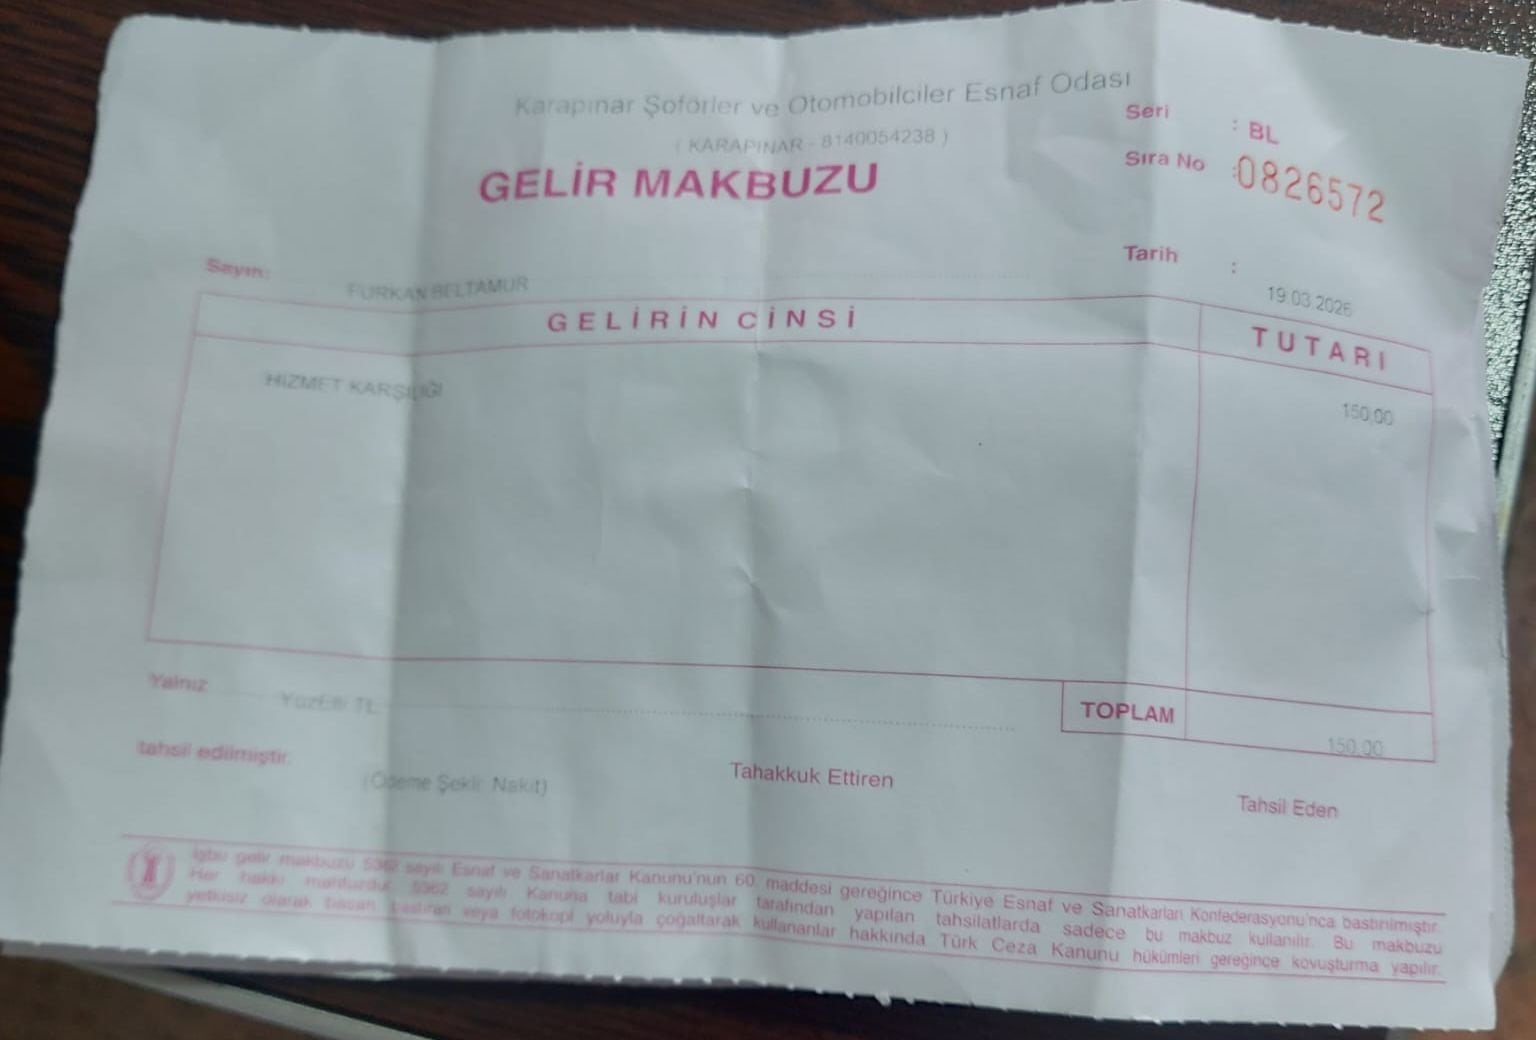 Karapınar Şoförler ve Otomobilciler Esnaf Odası
( KARAPINAR - 8140054238 )
GELİR MAKBUZU
Seri : BL
Sıra No :0826572
Tarih : 19.03.2026
Sayın: FURKAN BELTAMUR
GELİRİN CİNSİ TUTARI
HİZMET KARŞILIĞI 150,00
Yalnız YüzElli TL
TOPLAM 150,00
tahsil edilmiştir.
(Ödeme Şekli: Nakit) Tahakkuk Ettiren Tahsil Eden
İşbu gelir makbuzu 5362 sayılı Esnaf ve Sanatkarlar Kanunu'nun 60. maddesi gereğince Türkiye Esnaf ve Sanatkarları Konfederasyonu'nca bastırılmıştır.
Her hakkı mahfuzdur. 5362 sayılı Kanuna tabi kuruluşlar tarafından yapılan tahsilatlarda sadece bu makbuz kullanılır. Bu makbuzu
yetkisiz olarak basan, bastıran veya fotokopi yoluyla çoğaltarak kullananlar hakkında Türk Ceza Kanunu hükümleri gereğince kovuşturma yapılır.